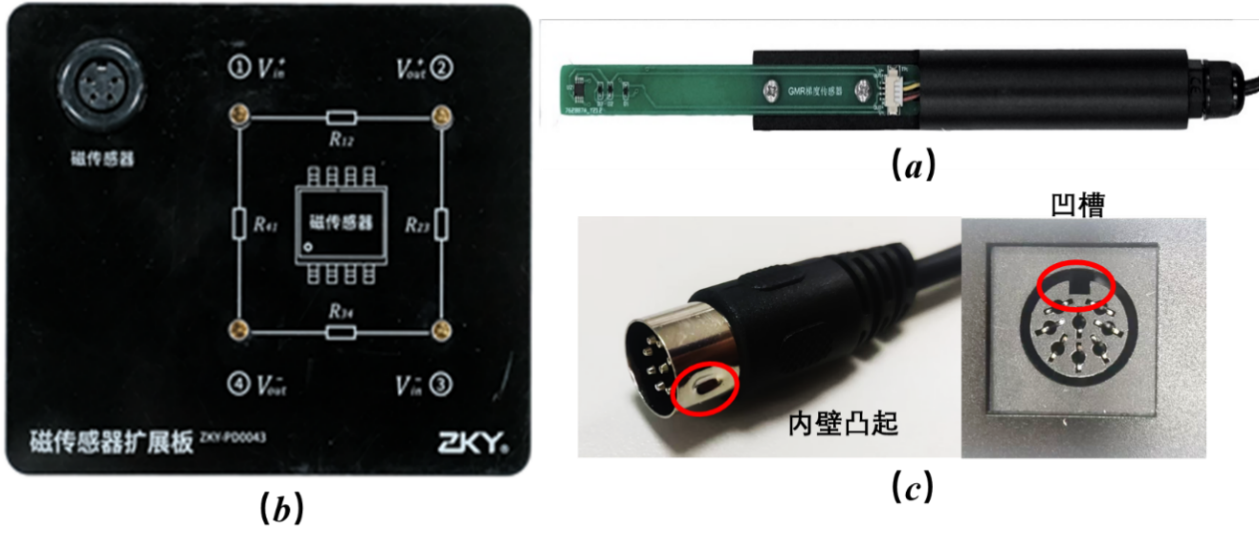 ① V⁺in
V⁺out ②
磁传感器
R12
R41
磁传感器
R23
R34
④ V⁻out
V⁻in ③
磁传感器扩展板 ZKY-PD0043
ZKY®
(b)
GMR梯度传感器
(a)
凹槽
内壁凸起
(c)